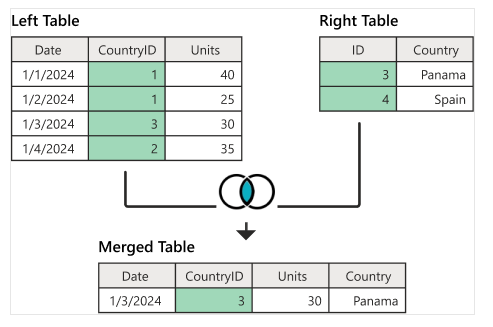 Left Table
Date CountryID Units
1/1/2024 1 40
1/2/2024 1 25
1/3/2024 3 30
1/4/2024 2 35
Right Table
ID Country
3 Panama
4 Spain
Merged Table
Date CountryID Units Country
1/3/2024 3 30 Panama